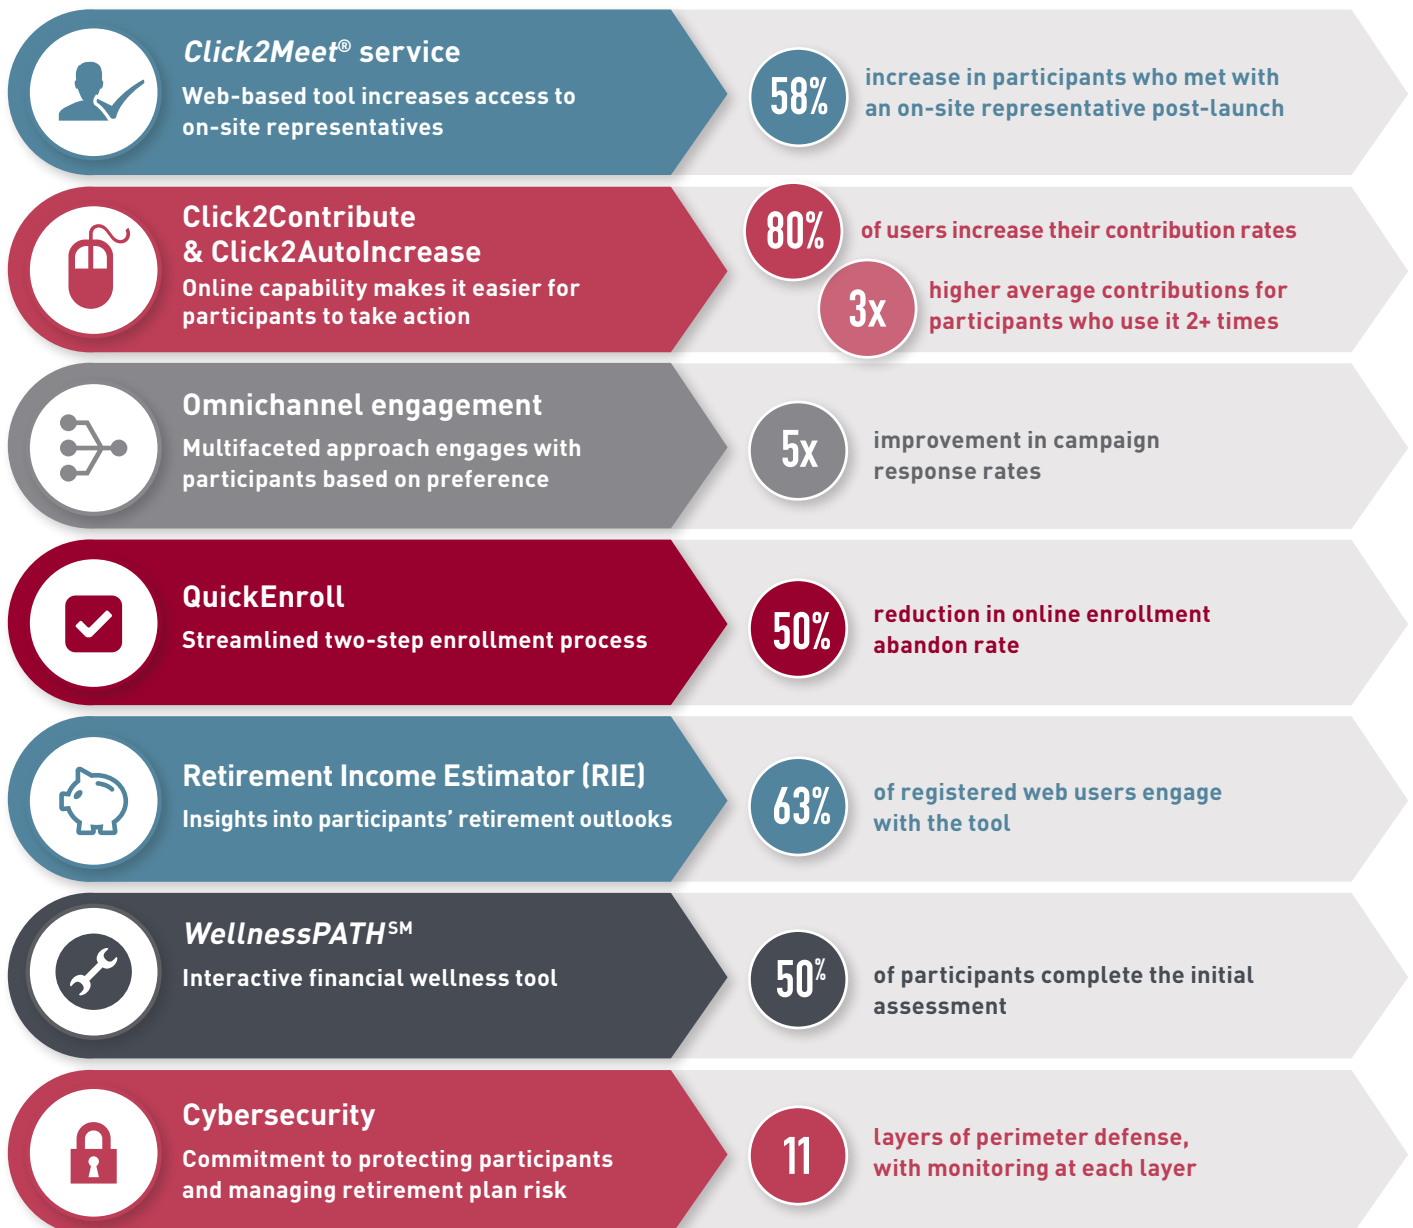 Click2Meet® service
Web-based tool increases access to
on-site representatives
58%
increase in participants who met with
an on-site representative post-launch
Click2Contribute
& Click2AutoIncrease
Online capability makes it easier for
participants to take action
80%
of users increase their contribution rates
3x
higher average contributions for
participants who use it 2+ times
Omnichannel engagement
Multifaceted approach engages with
participants based on preference
5x
improvement in campaign
response rates
QuickEnroll
Streamlined two-step enrollment process
50%
reduction in online enrollment
abandon rate
Retirement Income Estimator (RIE)
Insights into participants’ retirement outlooks
63%
of registered web users engage
with the tool
WellnessPATH℠
Interactive financial wellness tool
50%
of participants complete the initial
assessment
Cybersecurity
Commitment to protecting participants
and managing retirement plan risk
11
layers of perimeter defense,
with monitoring at each layer